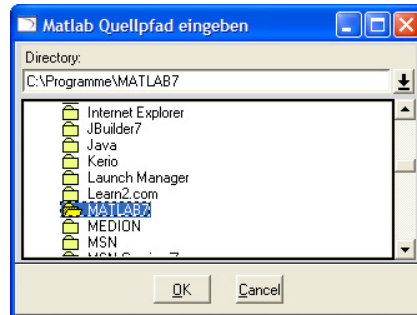 Matlab Quellpfad eingeben
Directory:
C:\Programme\MATLAB7
Internet Explorer
JBuilder7
Java
Kerio
Launch Manager
Learn2.com
MATLAB7
MEDION
MSN
OK Cancel